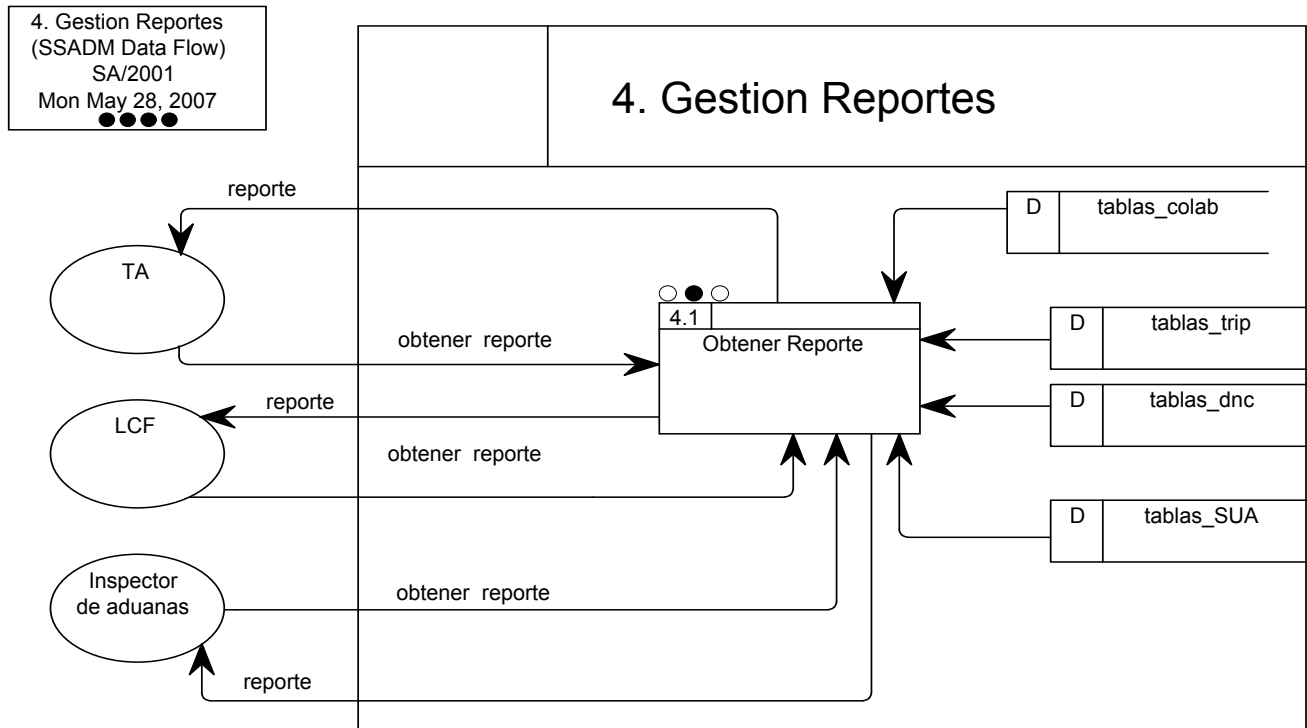 4. Gestion Reportes
(SSADM Data Flow)
SA/2001
Mon May 28, 2007
4. Gestion Reportes
reporte
D tablas_colab
TA
4.1
Obtener Reporte
D tablas_trip
obtener reporte
reporte
D tablas_dnc
LCF
obtener reporte
D tablas_SUA
Inspector
de aduanas
obtener reporte
reporte